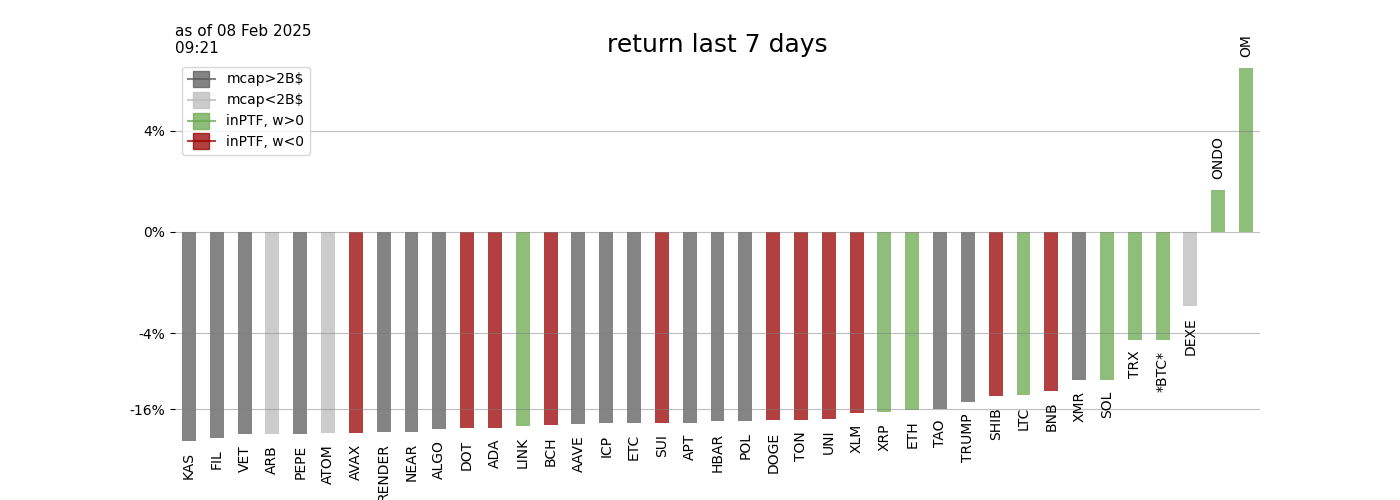 as of 08 Feb 2025
09:21
return last 7 days
mcap>2B$
mcap<2B$
inPTF, w>0
inPTF, w<0
4%
0%
-4%
-16%
KAS
FIL
VET
ARB
PEPE
ATOM
AVAX
RENDER
NEAR
ALGO
DOT
ADA
LINK
BCH
AAVE
ICP
ETC
SUI
APT
HBAR
POL
DOGE
TON
UNI
XLM
XRP
ETH
TAO
TRUMP
SHIB
LTC
BNB
XMR
SOL
TRX
*BTC*
DEXE
ONDO
OM